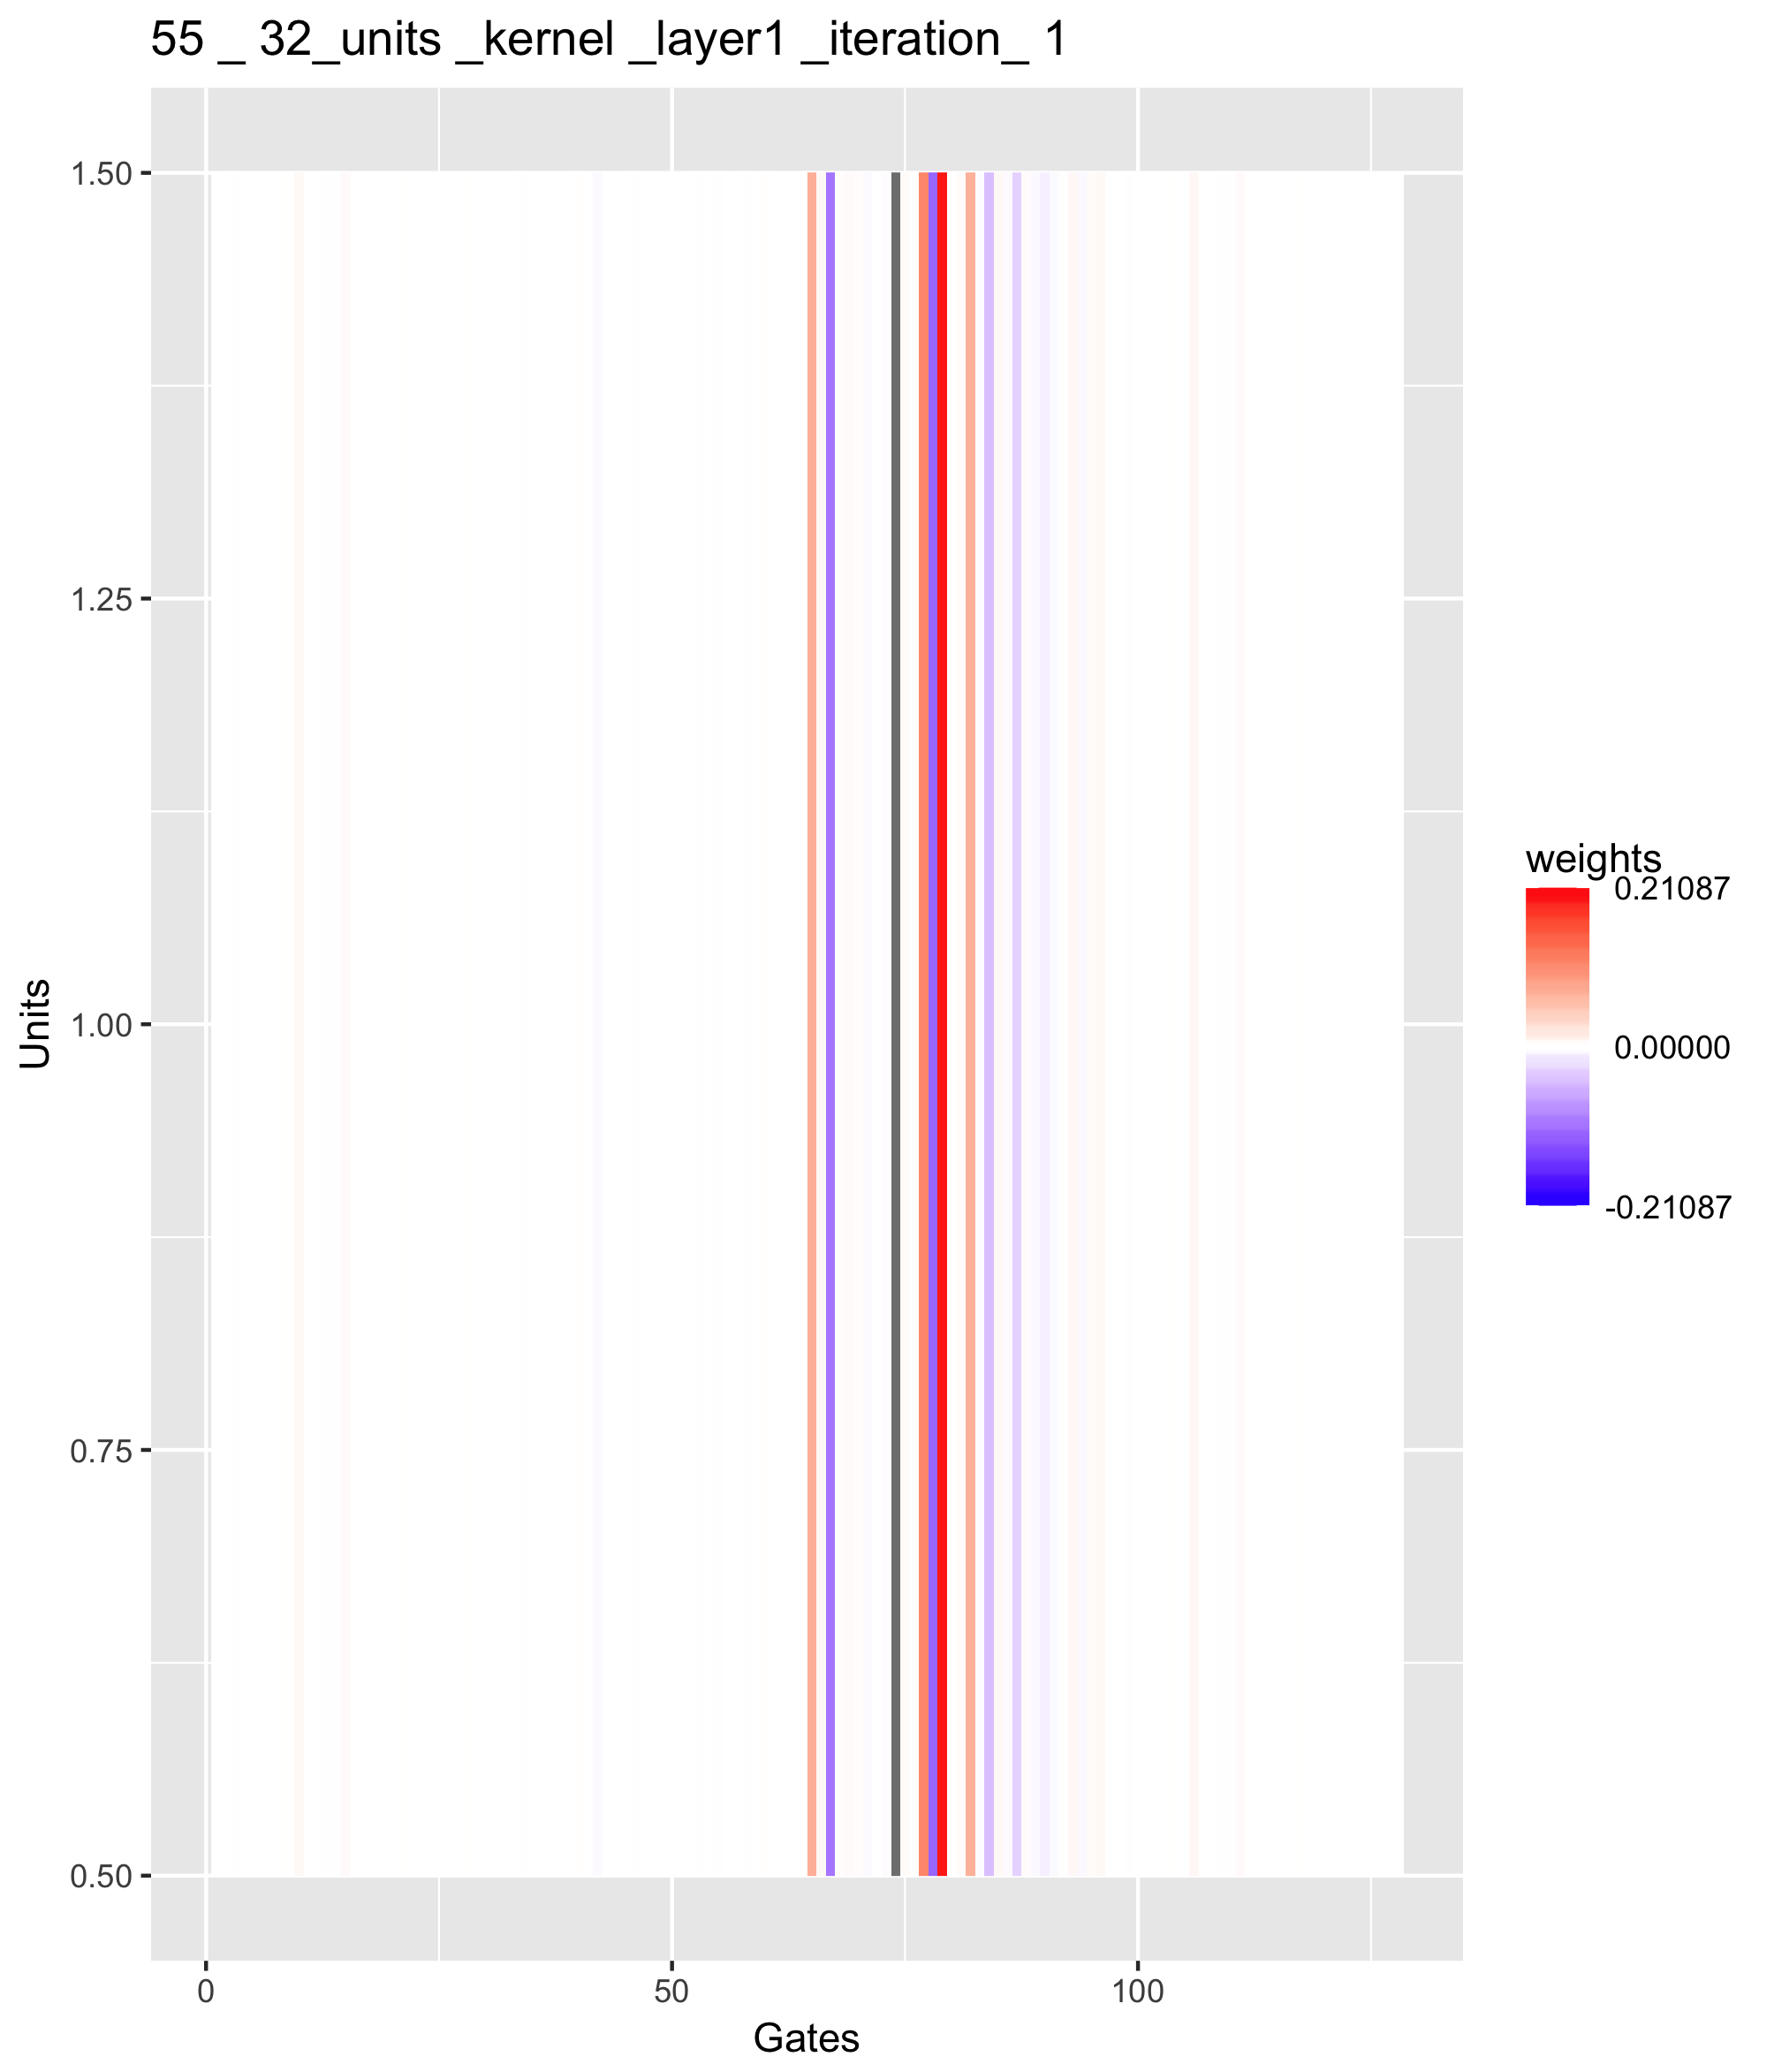 55 _ 32_units _kernel _layer1 _iteration_ 1
1.50
1.25
1.00
0.75
0.50
Units
0
50
100
Gates
weights
0.21087
0.00000
-0.21087